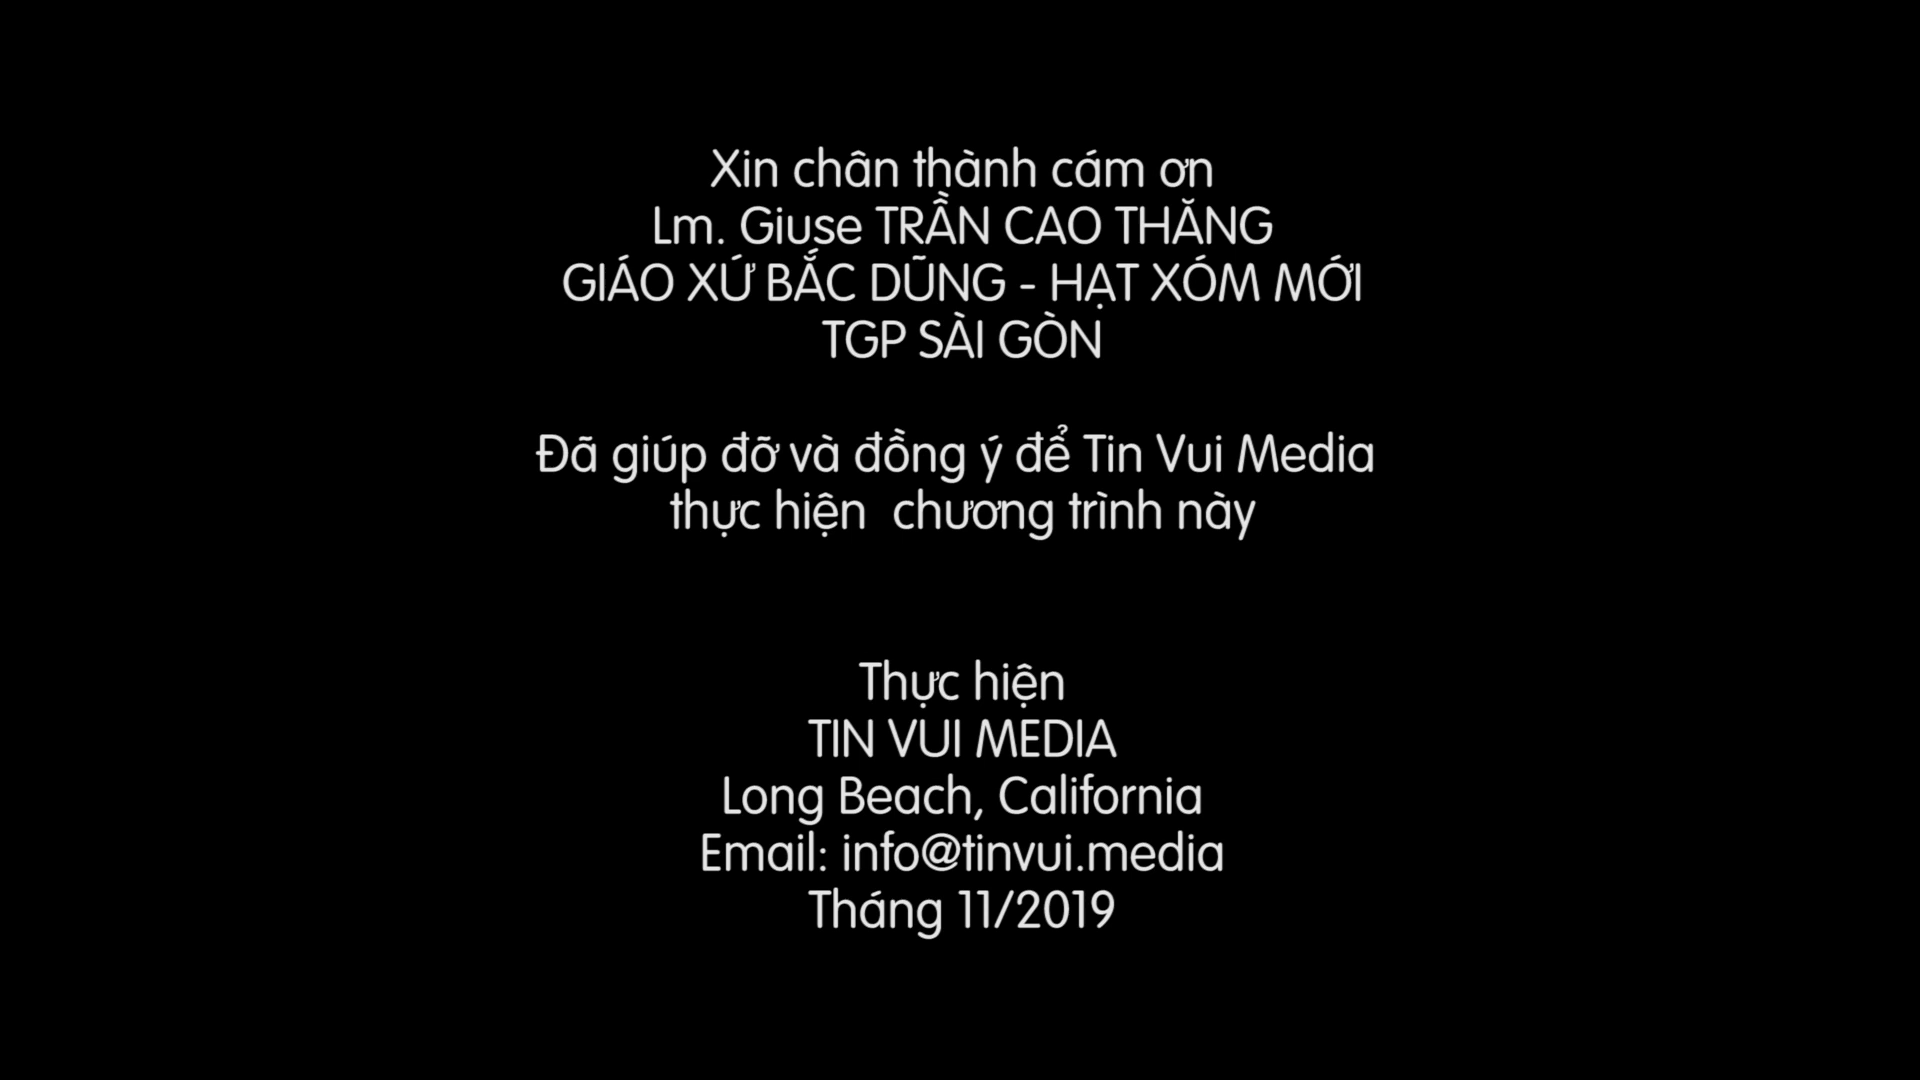 Xin chân thành cám ơn
Lm. Giuse TRẦN CAO THĂNG
GIÁO XỨ BẮC DŨNG - HẠT XÓM MỚI
TGP SÀI GÒN
Đã giúp đỡ và đồng ý để Tin Vui Media
thực hiện  chương trình này
Thực hiện
TIN VUI MEDIA
Long Beach, California
Email: info@tinvui.media
Tháng 11/2019